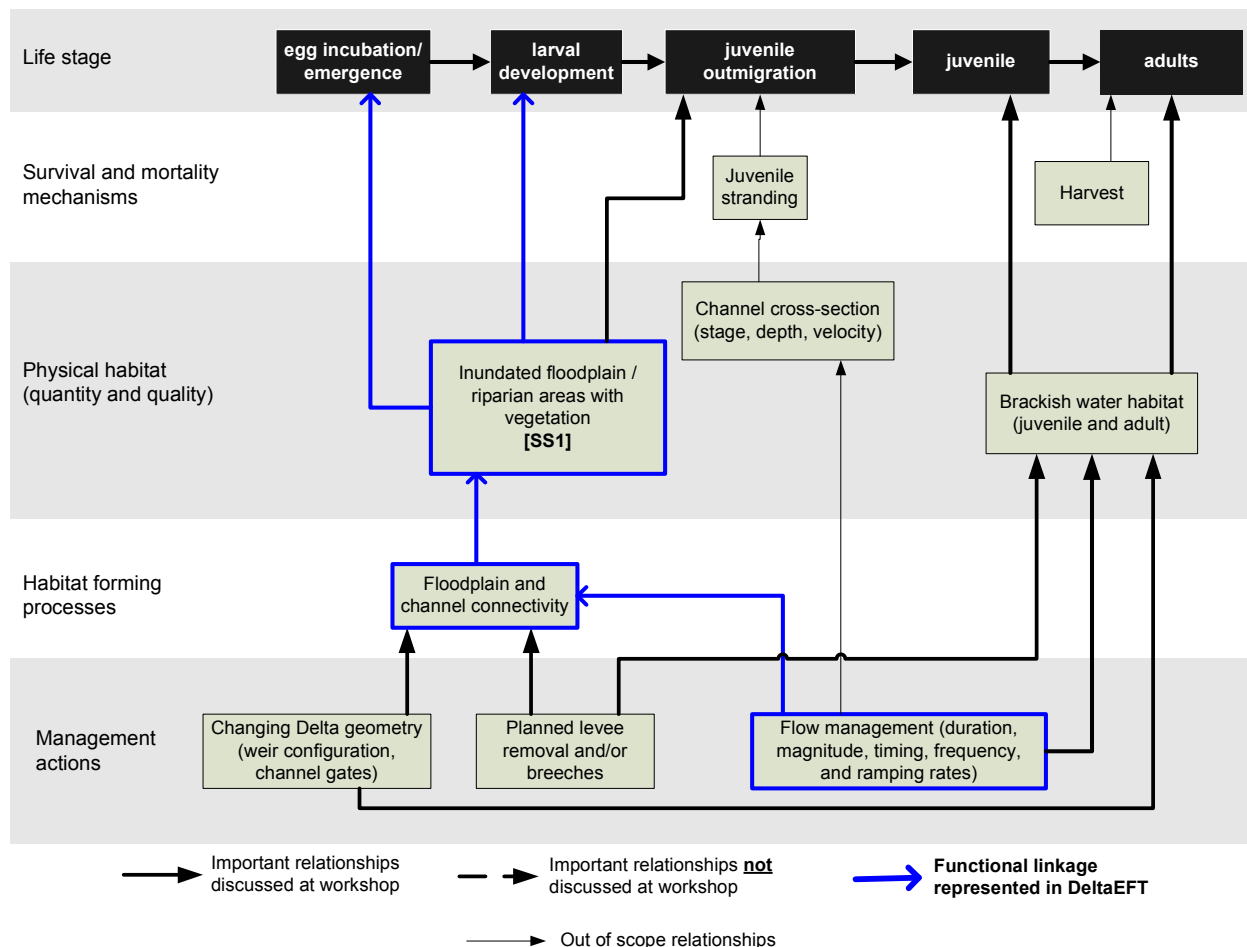 Life stage
egg incubation/
emergence
larval
development
juvenile
outmigration
juvenile
adults
Survival and mortality
mechanisms
Juvenile
stranding
Harvest
Physical habitat
(quantity and quality)
Inundated floodplain /
riparian areas with
vegetation
[SS1]
Channel cross-section
(stage, depth, velocity)
Brackish water habitat
(juvenile and adult)
Habitat forming
processes
Floodplain and
channel connectivity
Management
actions
Changing Delta geometry
(weir configuration,
channel gates)
Planned levee
removal and/or
breeches
Flow management (duration,
magnitude, timing, frequency,
and ramping rates)
Important relationships
discussed at workshop
Important relationships not
discussed at workshop
Functional linkage
represented in DeltaEFT
Out of scope relationships